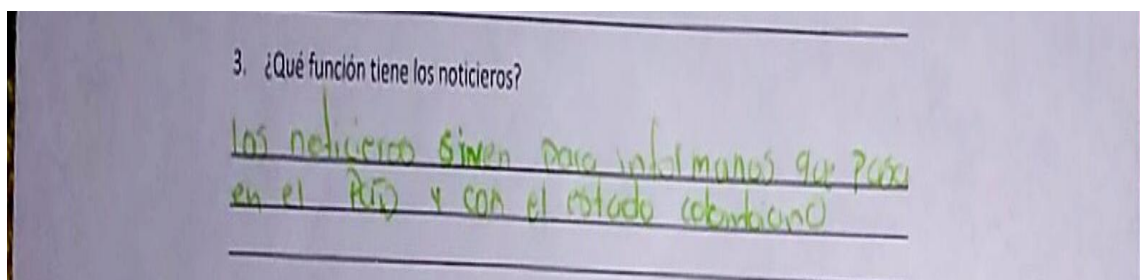 3. ¿Qué función tiene los noticieros?
los noticieros sirven para informanos que pasa
en el País y con el estado colombiano